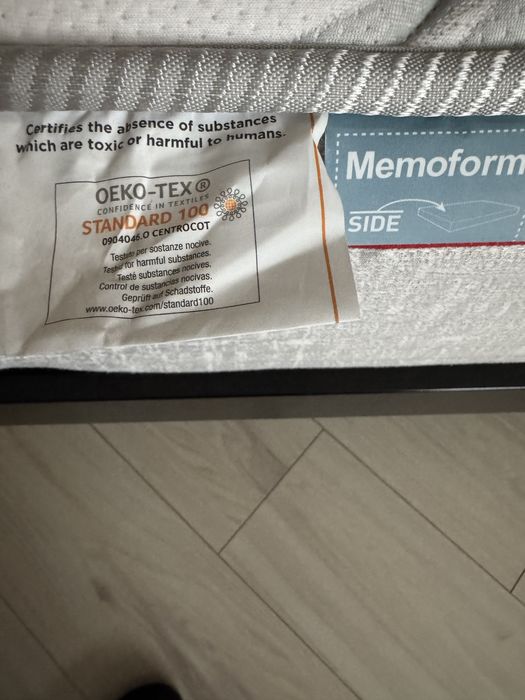 Certifies the absence of substances
which are toxic or harmful to humans.
OEKO-TEX®
CONFIDENCE IN TEXTILES
STANDARD 100
0904046.O CENTROCOT
Testato per sostanze nocive.
Tested for harmful substances.
Testé substances nocives.
Control de sustancias nocivas.
Geprüft auf Schadstoffe.
www.oeko-tex.com/standard100
Memoform
SIDE